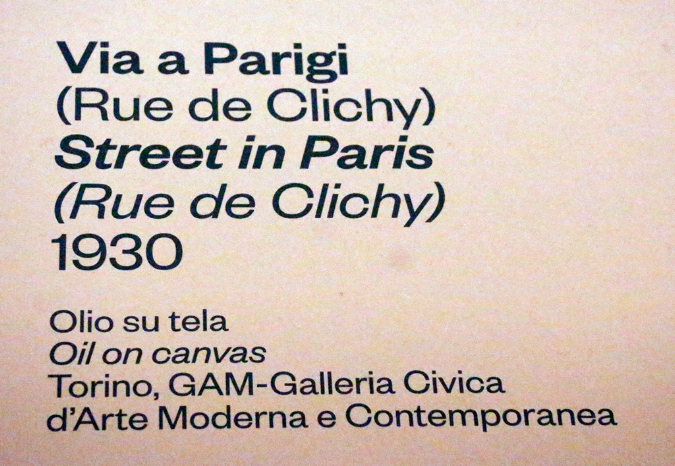 Via a Parigi
(Rue de Clichy)
Street in Paris
(Rue de Clichy)
1930
Olio su tela
Oil on canvas
Torino, GAM-Galleria Civica
d'Arte Moderna e Contemporanea